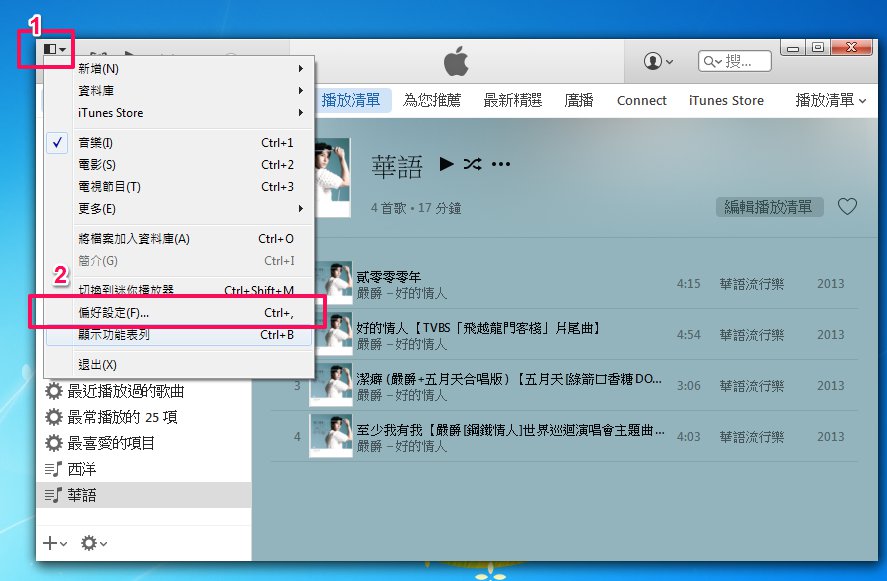 1
搜...
新增(N)
資料庫
iTunes Store
音樂(I) Ctrl+1
電影(S) Ctrl+2
電視節目(T) Ctrl+3
更多(E)
將檔案加入資料庫(A) Ctrl+O
簡介(G) Ctrl+I
2
切換到迷你播放器 Ctrl+Shift+M
偏好設定(F)... Ctrl+,
顯示功能表列 Ctrl+B
退出(X)
播放清單 為您推薦 最新精選 廣播 Connect iTunes Store 播放清單
華語
4 首歌・17 分鐘
編輯播放清單
貳零零零年
嚴爵 – 好的情人
4:15 華語流行樂 2013
好的情人【TVBS「飛越龍門客棧」片尾曲】
嚴爵 – 好的情人
4:54 華語流行樂 2013
3 潔癖 (嚴爵+五月天合唱版) 【五月天[綠箭口香糖DO...
嚴爵 – 好的情人
3:06 華語流行樂 2013
4 至少我有我【嚴爵[鋼鐵情人]世界巡迴演唱會主題曲...
嚴爵 – 好的情人
4:03 華語流行樂 2013
最近播放過的歌曲
最常播放的 25 項
最喜愛的項目
西洋
華語